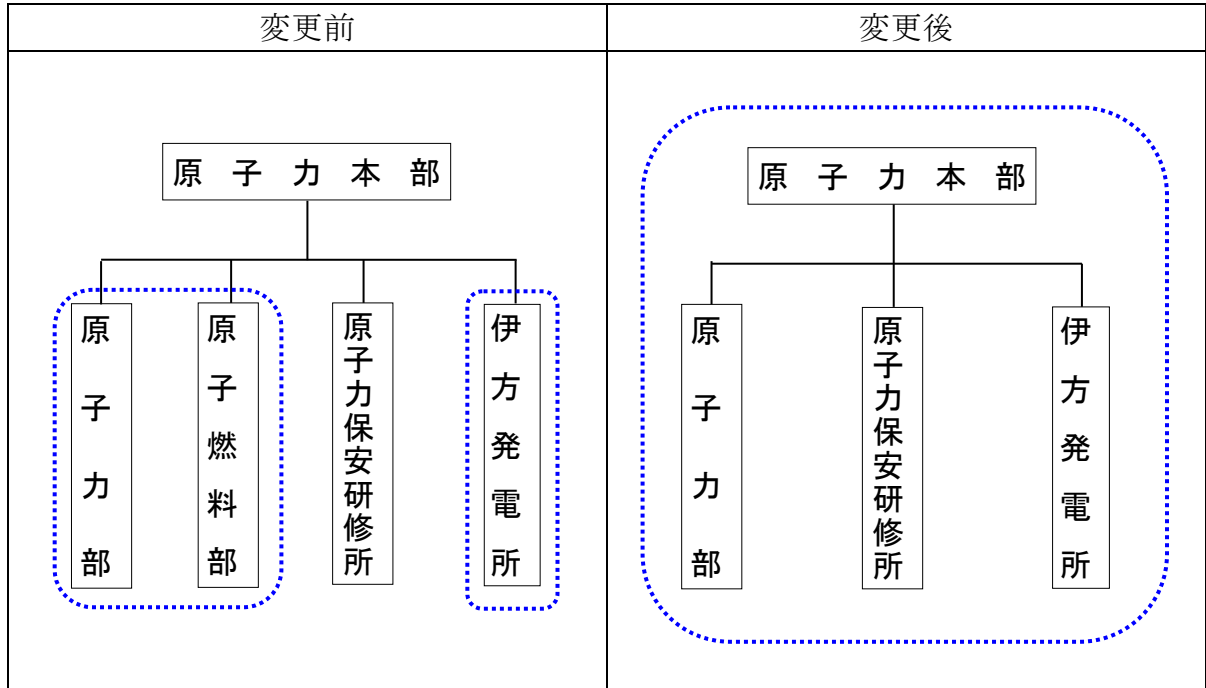 変更前
変更後
原子力本部
原子力部
原子燃料部
原子力保安研修所
伊方発電所
原子力本部
原子力部
原子力保安研修所
伊方発電所